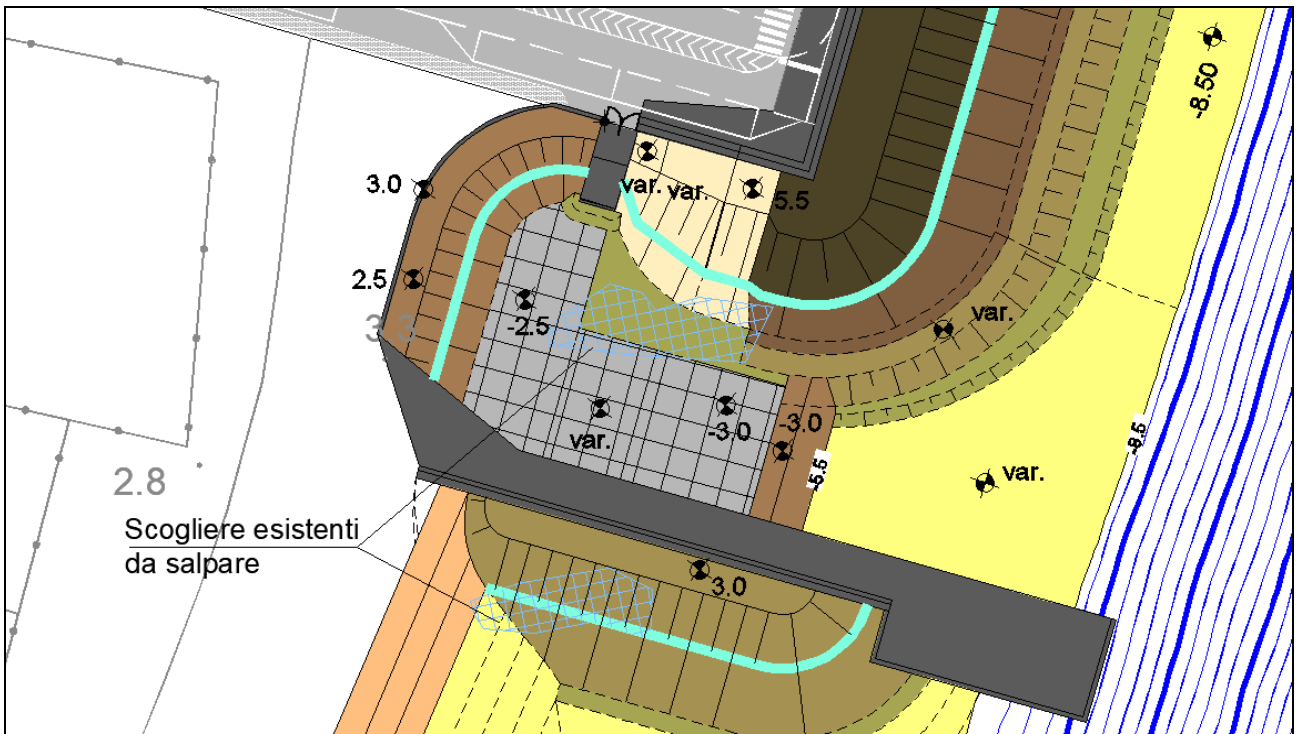 -8.50
3.0
var.
var.
5.5
2.5
3.3
-2.5
var.
-3.0
-3.0
var.
-5.5
-8.5
var.
2.8
Scogliere esistenti
da salpare
3.0